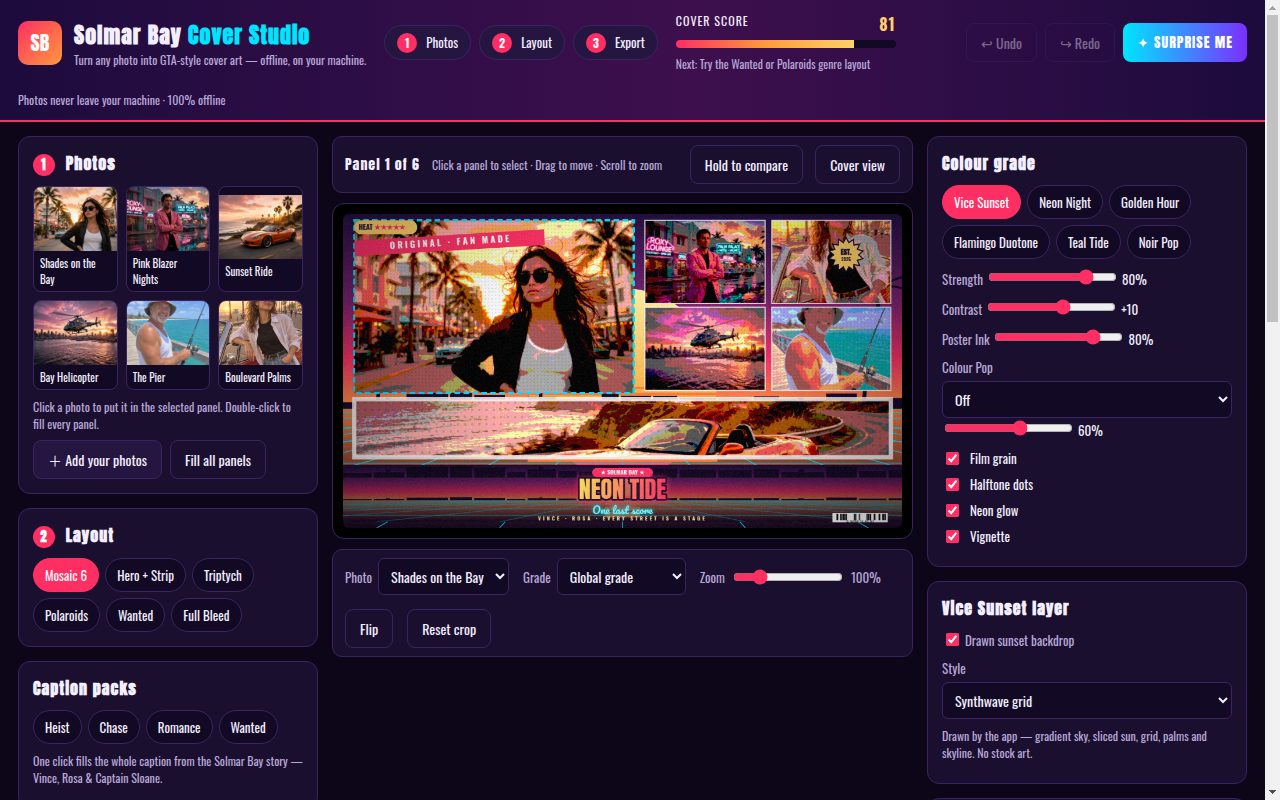 SB
Solmar Bay Cover Studio
Turn any photo into GTA-style cover art — offline, on your machine.
1 Photos
2 Layout
3 Export
COVER SCORE 81
Next: Try the Wanted or Polaroids genre layout
↩ Undo
↪ Redo
✦ SURPRISE ME
Photos never leave your machine · 100% offline
1 Photos
Shades on the Bay
Pink Blazer Nights
Sunset Ride
Bay Helicopter
The Pier
Boulevard Palms
Click a photo to put it in the selected panel. Double-click to
fill every panel.
+ Add your photos
Fill all panels
2 Layout
Mosaic 6
Hero + Strip
Triptych
Polaroids
Wanted
Full Bleed
Caption packs
Heist
Chase
Romance
Wanted
One click fills the whole caption from the Solmar Bay story —
Vince, Rosa & Captain Sloane.
Panel 1 of 6
Click a panel to select · Drag to move · Scroll to zoom
Hold to compare
Cover view
HEAT ★★★★★
ORIGINAL · FAN MADE
ROXY
LOUNGE
EST.
2026
★ SOLMAR BAY ★
NEON TIDE
One last score
VINCE · ROSA · EVERY STREET IS A STAGE
Photo
Shades on the Bay
Grade
Global grade
Zoom
100%
Flip
Reset crop
Colour grade
Vice Sunset
Neon Night
Golden Hour
Flamingo Duotone
Teal Tide
Noir Pop
Strength 80%
Contrast +10
Poster Ink 80%
Colour Pop
Off
60%
Film grain
Halftone dots
Neon glow
Vignette
Vice Sunset layer
Drawn sunset backdrop
Style
Synthwave grid
Drawn by the app — gradient sky, sliced sun, grid, palms and
skyline. No stock art.